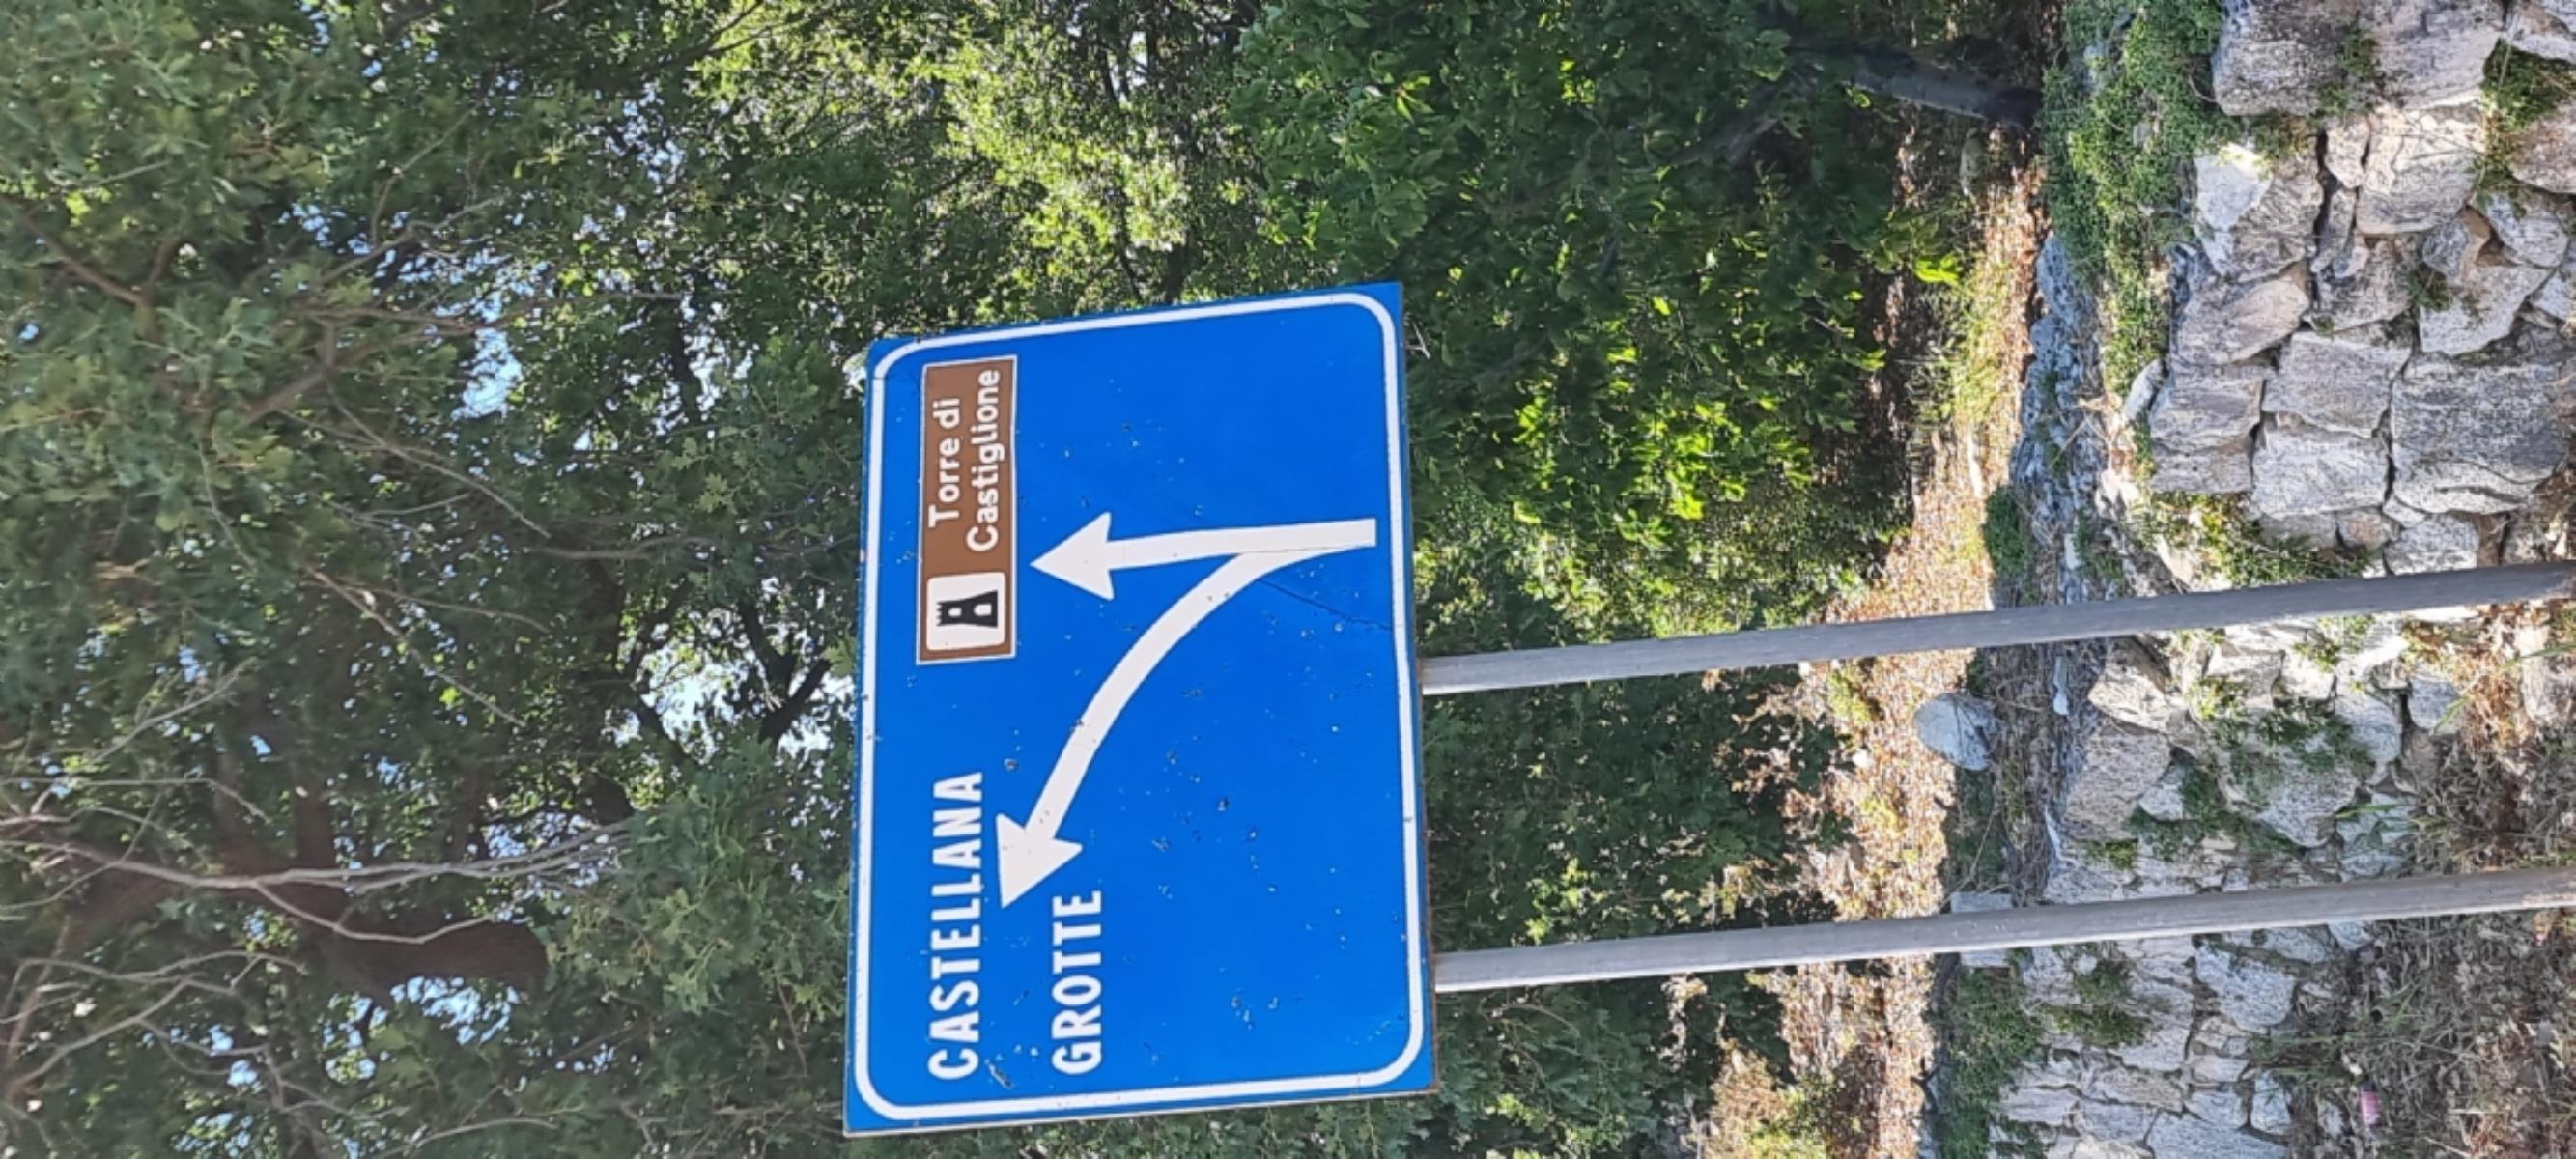 CASTELLANA
GROTTE
Torre di
Castiglione